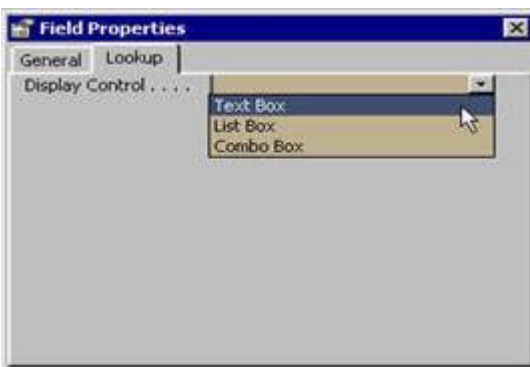 Field Properties
General Lookup
Display Control . . . .
Text Box
List Box
Combo Box